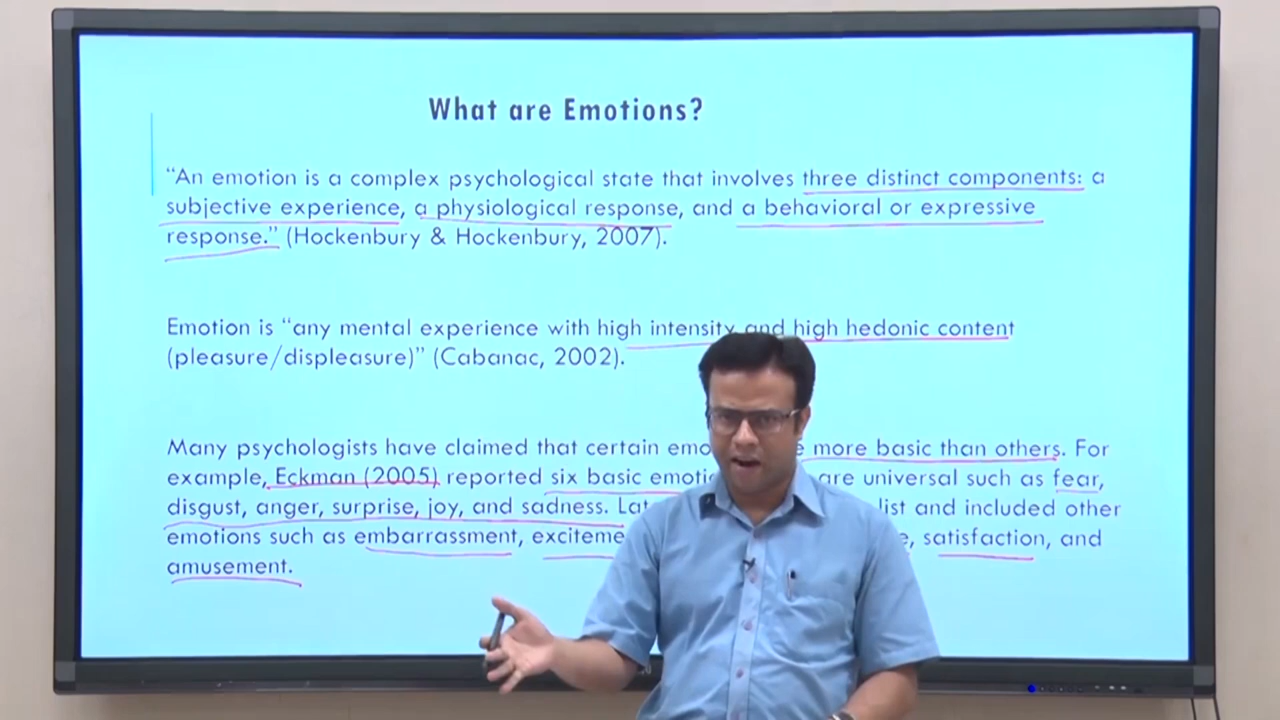 What are Emotions?
“An emotion is a complex psychological state that involves three distinct components: a
subjective experience, a physiological response, and a behavioral or expressive
response.” (Hockenbury & Hockenbury, 2007).
Emotion is “any mental experience with high intensity and high hedonic content
(pleasure/displeasure)” (Cabanac, 2002).
Many psychologists have claimed that certain more basic than others. For
example, Eckman (2005) reported six basic are universal such as fear,
disgust, anger, surprise, joy, and sadness. list and included other
emotions such as embarrassment, satisfaction, and
amusement.